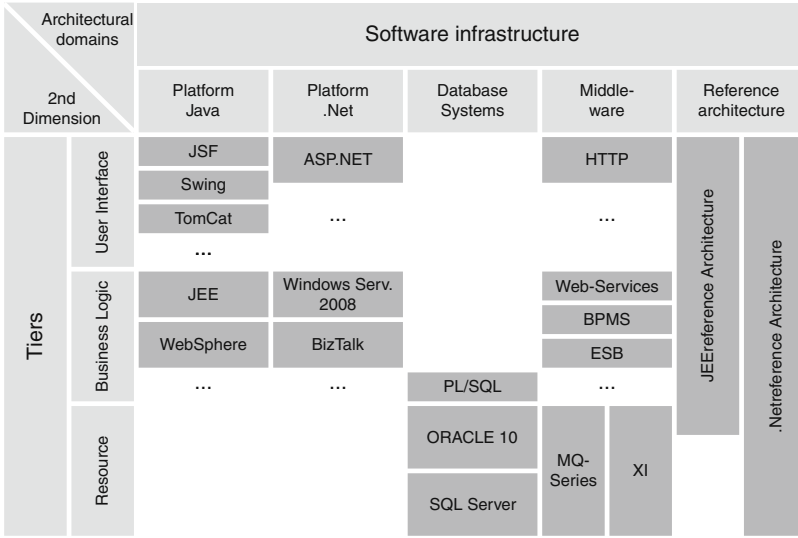 Architectural
domains
Software infrastructure
2nd
Dimension
Platform
Java
Platform
.Net
Database
Systems
Middle-
ware
Reference
architecture
Tiers
User Interface
JSF
ASP.NET
HTTP
Swing
TomCat
...
...
...
JEEreference Architecture
.Netreference Architecture
Business Logic
JEE
Windows Serv.
2008
Web-Services
BPMS
WebSphere
BizTalk
ESB
...
...
PL/SQL
...
Resource
ORACLE 10
MQ-
Series
XI
SQL Server